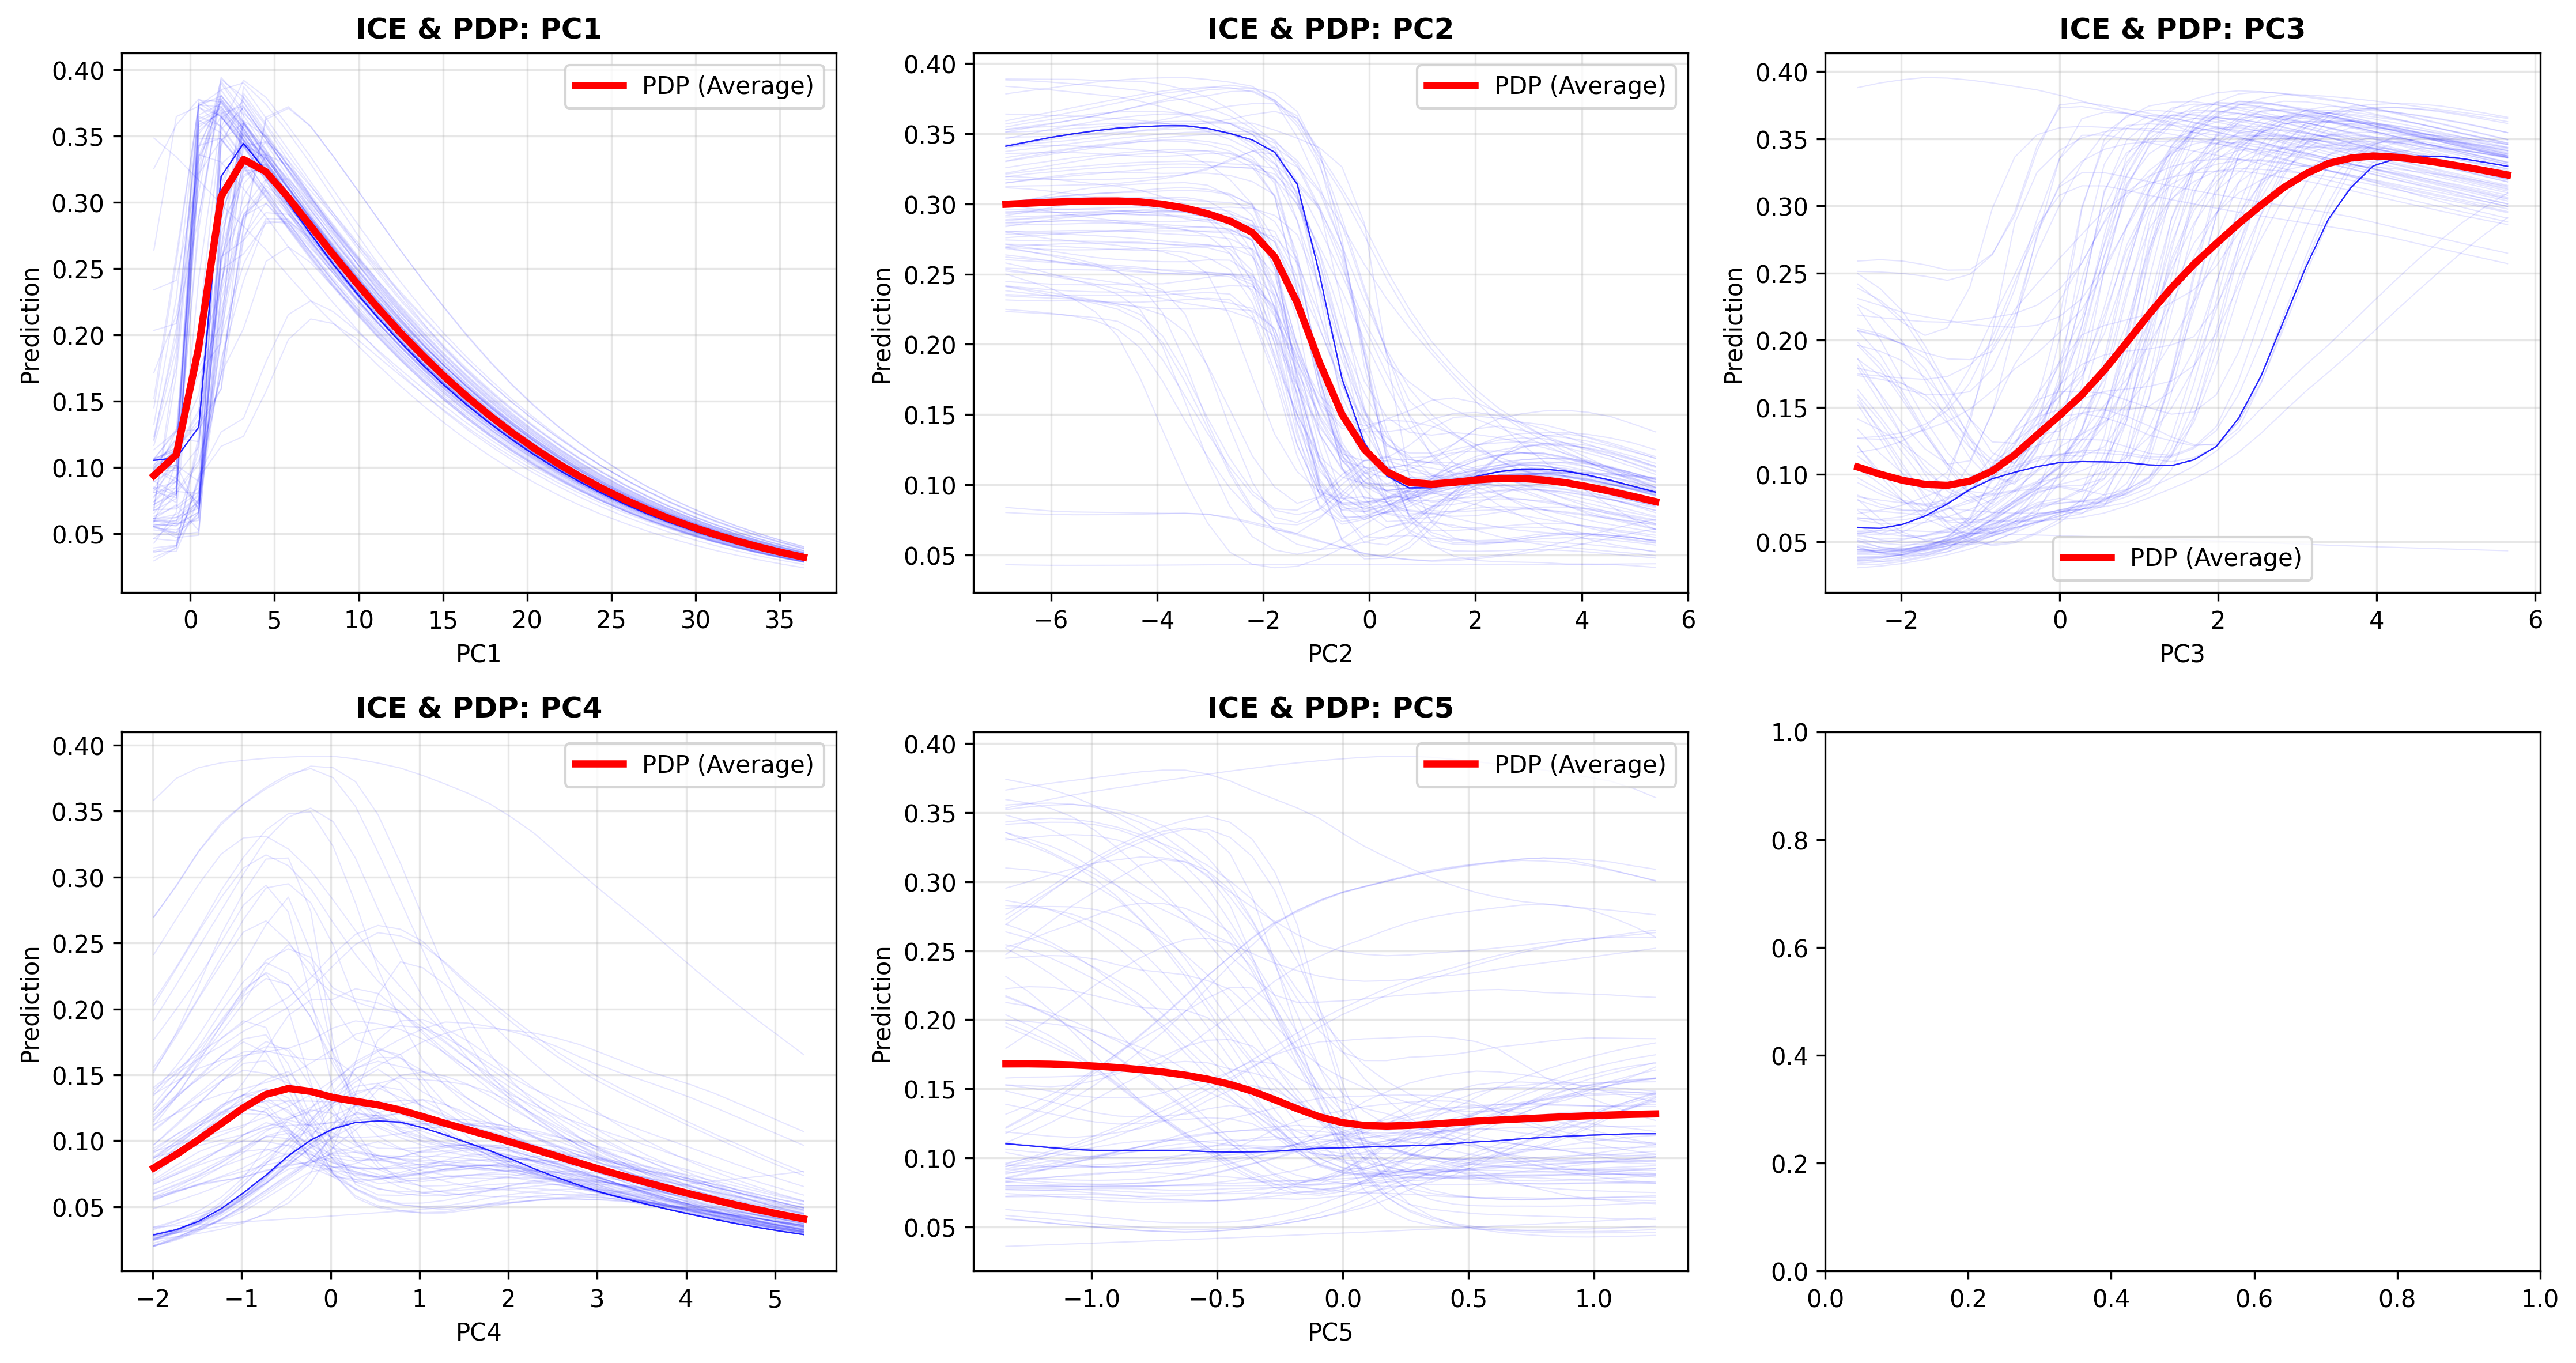 ICE & PDP: PC1
PDP (Average)
Prediction
0.40
0.35
0.30
0.25
0.20
0.15
0.10
0.05
0 5 10 15 20 25 30 35
PC1
ICE & PDP: PC2
PDP (Average)
Prediction
0.40
0.35
0.30
0.25
0.20
0.15
0.10
0.05
−6 −4 −2 0 2 4 6
PC2
ICE & PDP: PC3
Prediction
0.40
0.35
0.30
0.25
0.20
0.15
0.10
0.05
PDP (Average)
−2 0 2 4 6
PC3
ICE & PDP: PC4
PDP (Average)
Prediction
0.40
0.35
0.30
0.25
0.20
0.15
0.10
0.05
−2 −1 0 1 2 3 4 5
PC4
ICE & PDP: PC5
PDP (Average)
Prediction
0.40
0.35
0.30
0.25
0.20
0.15
0.10
0.05
−1.0 −0.5 0.0 0.5 1.0
PC5
1.0
0.8
0.6
0.4
0.2
0.0
0.0 0.2 0.4 0.6 0.8 1.0